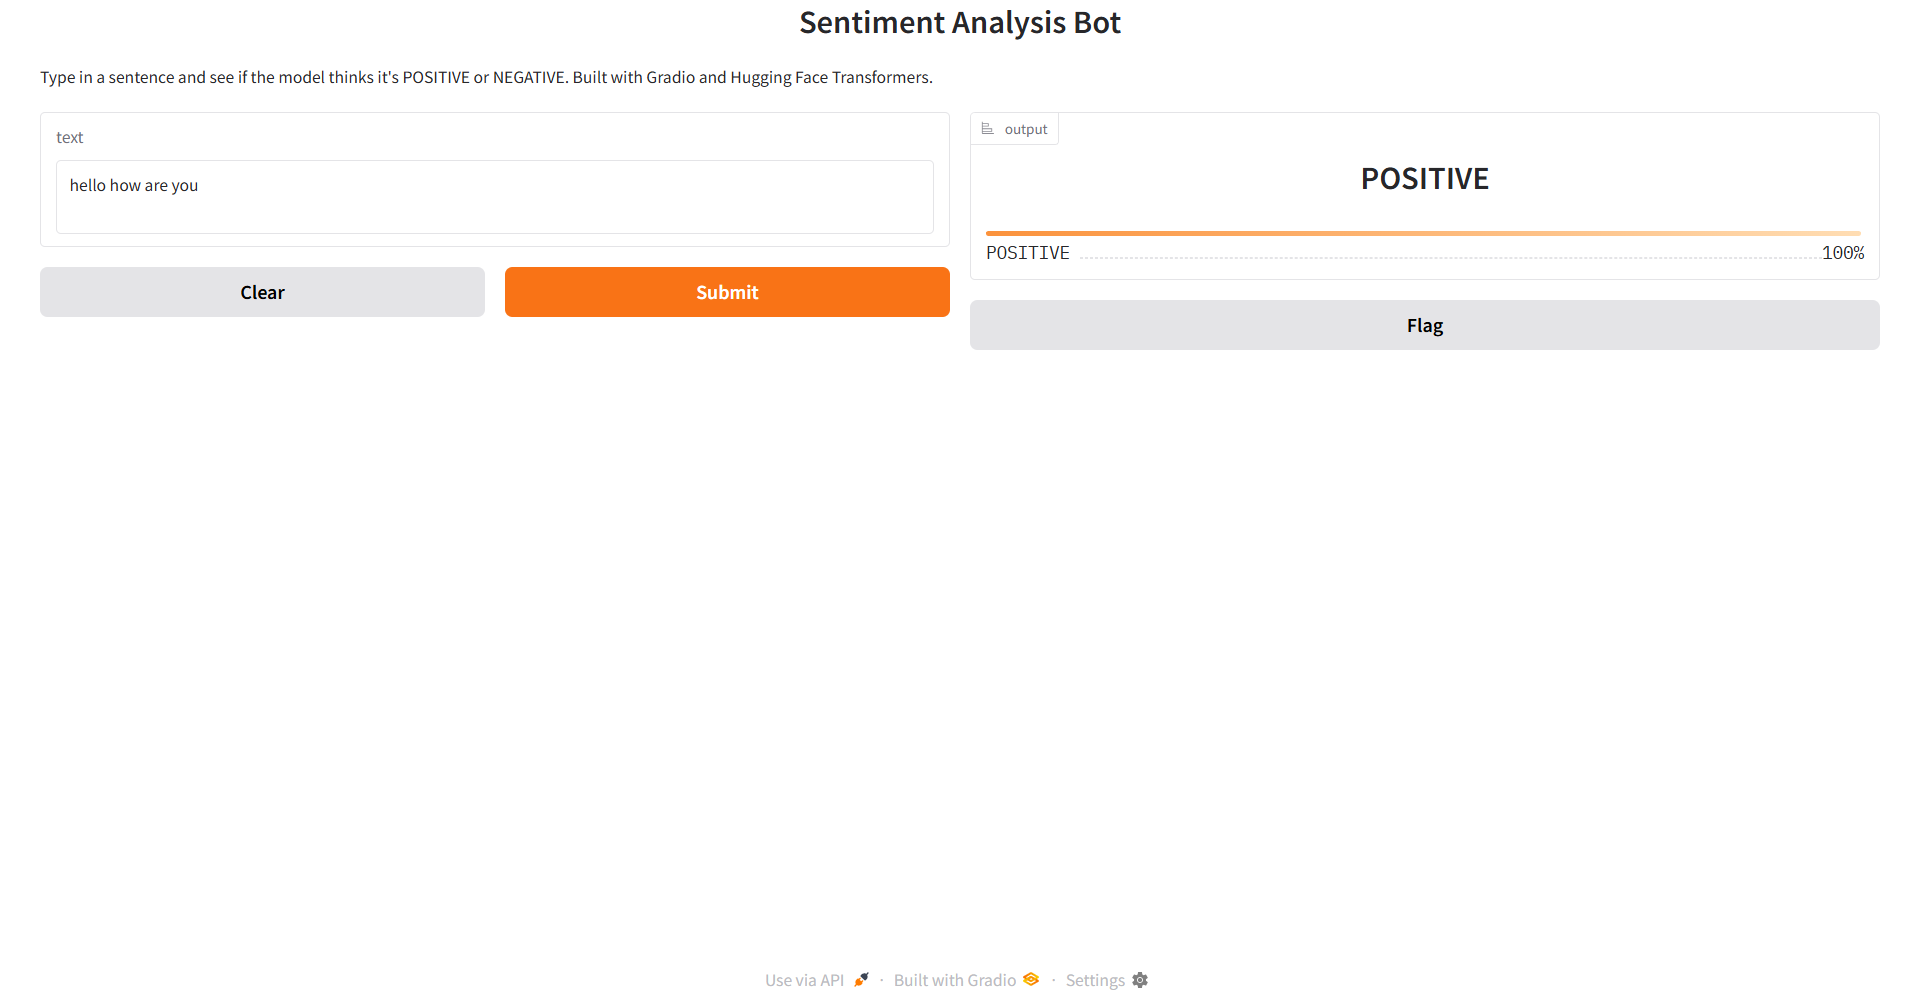 Sentiment Analysis Bot
Type in a sentence and see if the model thinks it's POSITIVE or NEGATIVE. Built with Gradio and Hugging Face Transformers.
text
hello how are you
Clear
Submit
output
POSITIVE
POSITIVE 100%
Flag
Use via API · Built with Gradio · Settings